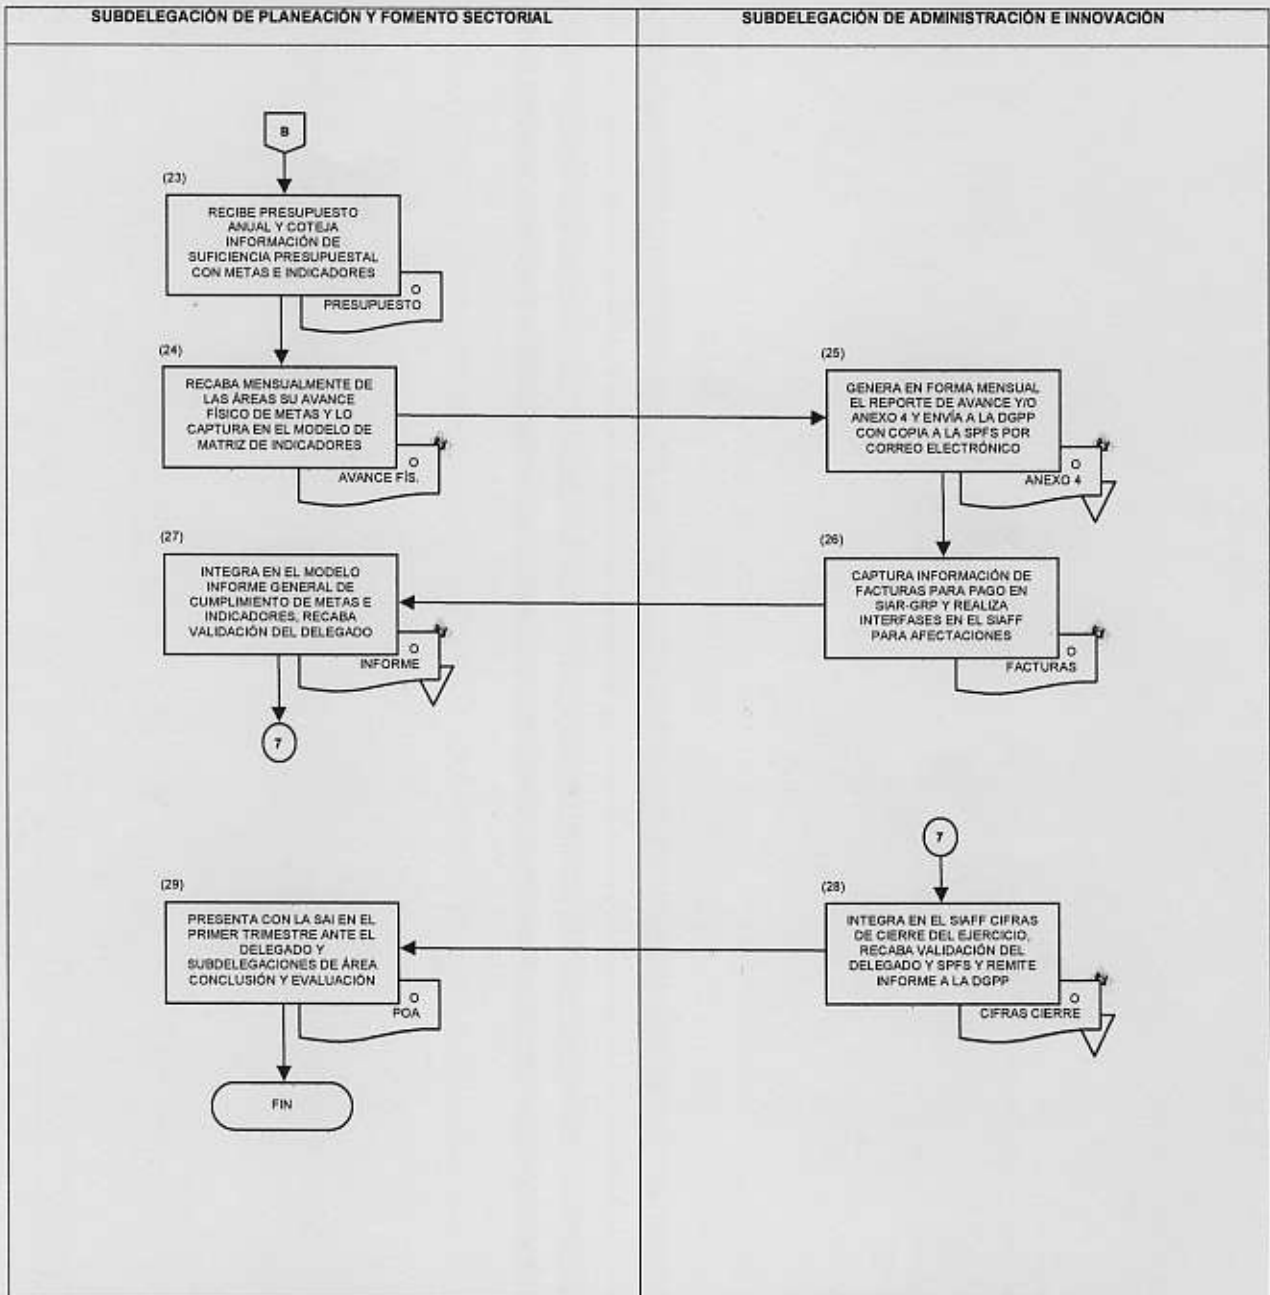 SUBDELEGACIÓN DE PLANEACIÓN Y FOMENTO SECTORIAL
SUBDELEGACIÓN DE ADMINISTRACIÓN E INNOVACIÓN
B
(23)
RECIBE PRESUPUESTO
ANUAL Y COTEJA
INFORMACIÓN DE
SUFICIENCIA PRESUPUESTAL
CON METAS E INDICADORES
O
PRESUPUESTO
(24)
RECABA MENSUALMENTE DE
LAS ÁREAS SU AVANCE
FÍSICO DE METAS Y LO
CAPTURA EN EL MODELO DE
MATRIZ DE INDICADORES
O
AVANCE FÍS.
(25)
GENERA EN FORMA MENSUAL
EL REPORTE DE AVANCE Y/O
ANEXO 4 Y ENVÍA A LA DGPP
CON COPIA A LA SPFS POR
CORREO ELECTRÓNICO
O
ANEXO 4
(26)
CAPTURA INFORMACIÓN DE
FACTURAS PARA PAGO EN
SIAR-GRP Y REALIZA
INTERFASES EN EL SIAFF
PARA AFECTACIONES
O
FACTURAS
(27)
INTEGRA EN EL MODELO
INFORME GENERAL DE
CUMPLIMIENTO DE METAS E
INDICADORES, RECABA
VALIDACIÓN DEL DELEGADO
O
INFORME
7
7
(28)
INTEGRA EN EL SIAFF CIFRAS
DE CIERRE DEL EJERCICIO,
RECABA VALIDACIÓN DEL
DELEGADO Y SPFS Y REMITE
INFORME A LA DGPP
O
CIFRAS CIERRE
(29)
PRESENTA CON LA SAI EN EL
PRIMER TRIMESTRE ANTE EL
DELEGADO Y
SUBDELEGACIONES DE ÁREA
CONCLUSIÓN Y EVALUACIÓN
O
POA
FIN